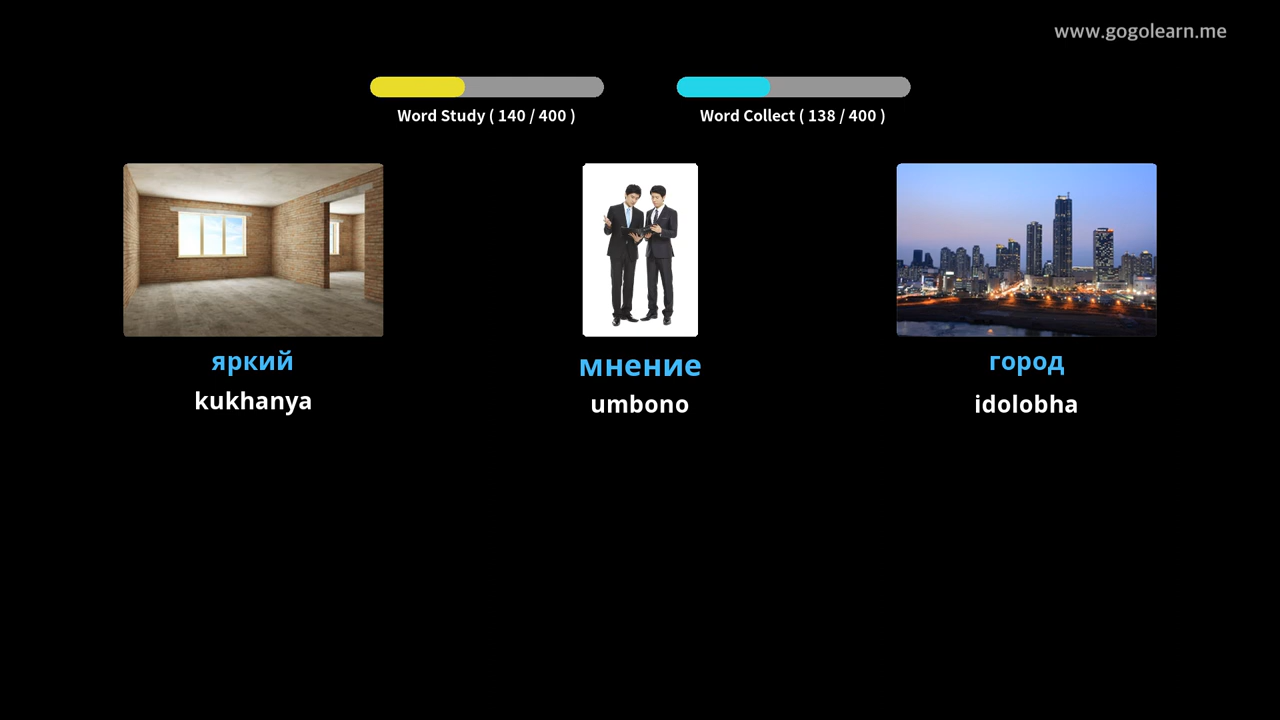 www.gogolearn.me
Word Study ( 140 / 400 )
Word Collect ( 138 / 400 )
яркий
kukhanya
мнение
umbono
город
idolobha